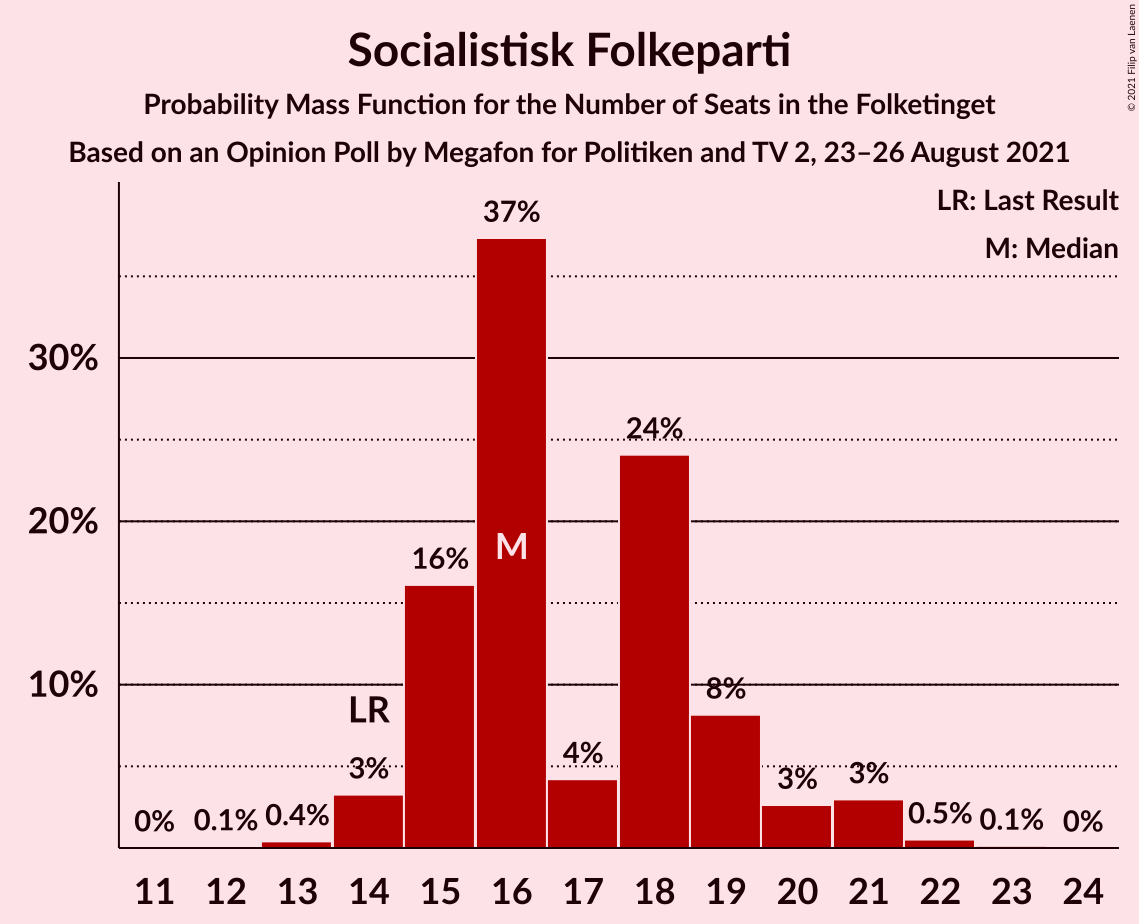 Socialistisk Folkeparti
Probability Mass Function for the Number of Seats in the Folketinget
Based on an Opinion Poll by Megafon for Politiken and TV 2, 23–26 August 2021
© 2021 Filip van Laenen
LR: Last Result
M: Median
37%
30%
24%
20%
M
16%
10%
8%
LR
4%
3%
3%
3%
0%
0.1%
0.4%
0.5%
0.1%
0%
11 12 13 14 15 16 17 18 19 20 21 22 23 24